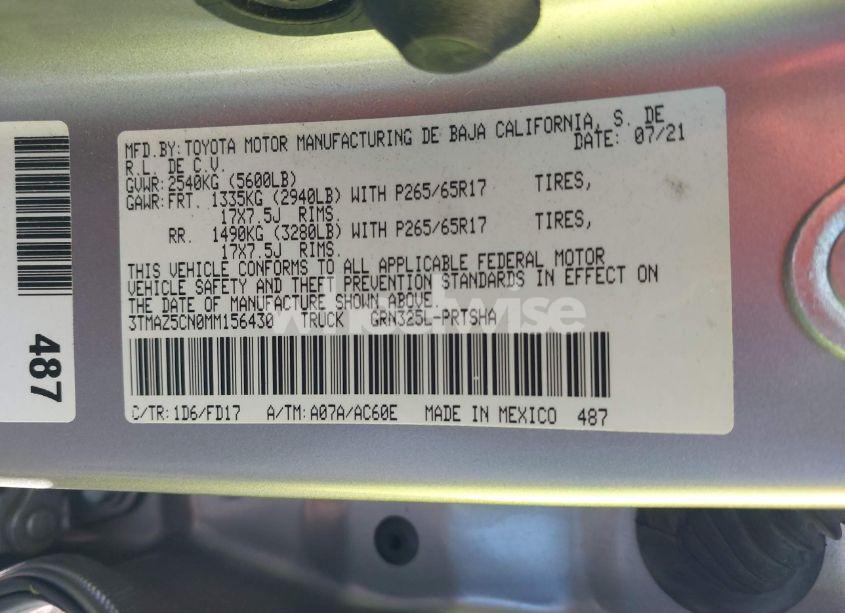 MFD.BY:TOYOTA MOTOR MANUFACTURING DE BAJA CALIFORNIA, S. DE
R.L. DE C.V. DATE: 07/21
GVWR:2540KG (5600LB)
GAWR:FRT. 1335KG (2940LB) WITH P265/65R17 TIRES,
17X7.5J RIMS.
RR. 1490KG (3280LB) WITH P265/65R17 TIRES,
17X7.5J RIMS.
THIS VEHICLE CONFORMS TO ALL APPLICABLE FEDERAL MOTOR
VEHICLE SAFETY AND THEFT PREVENTION STANDARDS IN EFFECT ON
THE DATE OF MANUFACTURE SHOWN ABOVE.
3TMAZ5CN0MM156430 TRUCK GRN325L-PRTSHA
C/TR:1D6/FD17 A/TM:A07A/AC60E MADE IN MEXICO 487
487